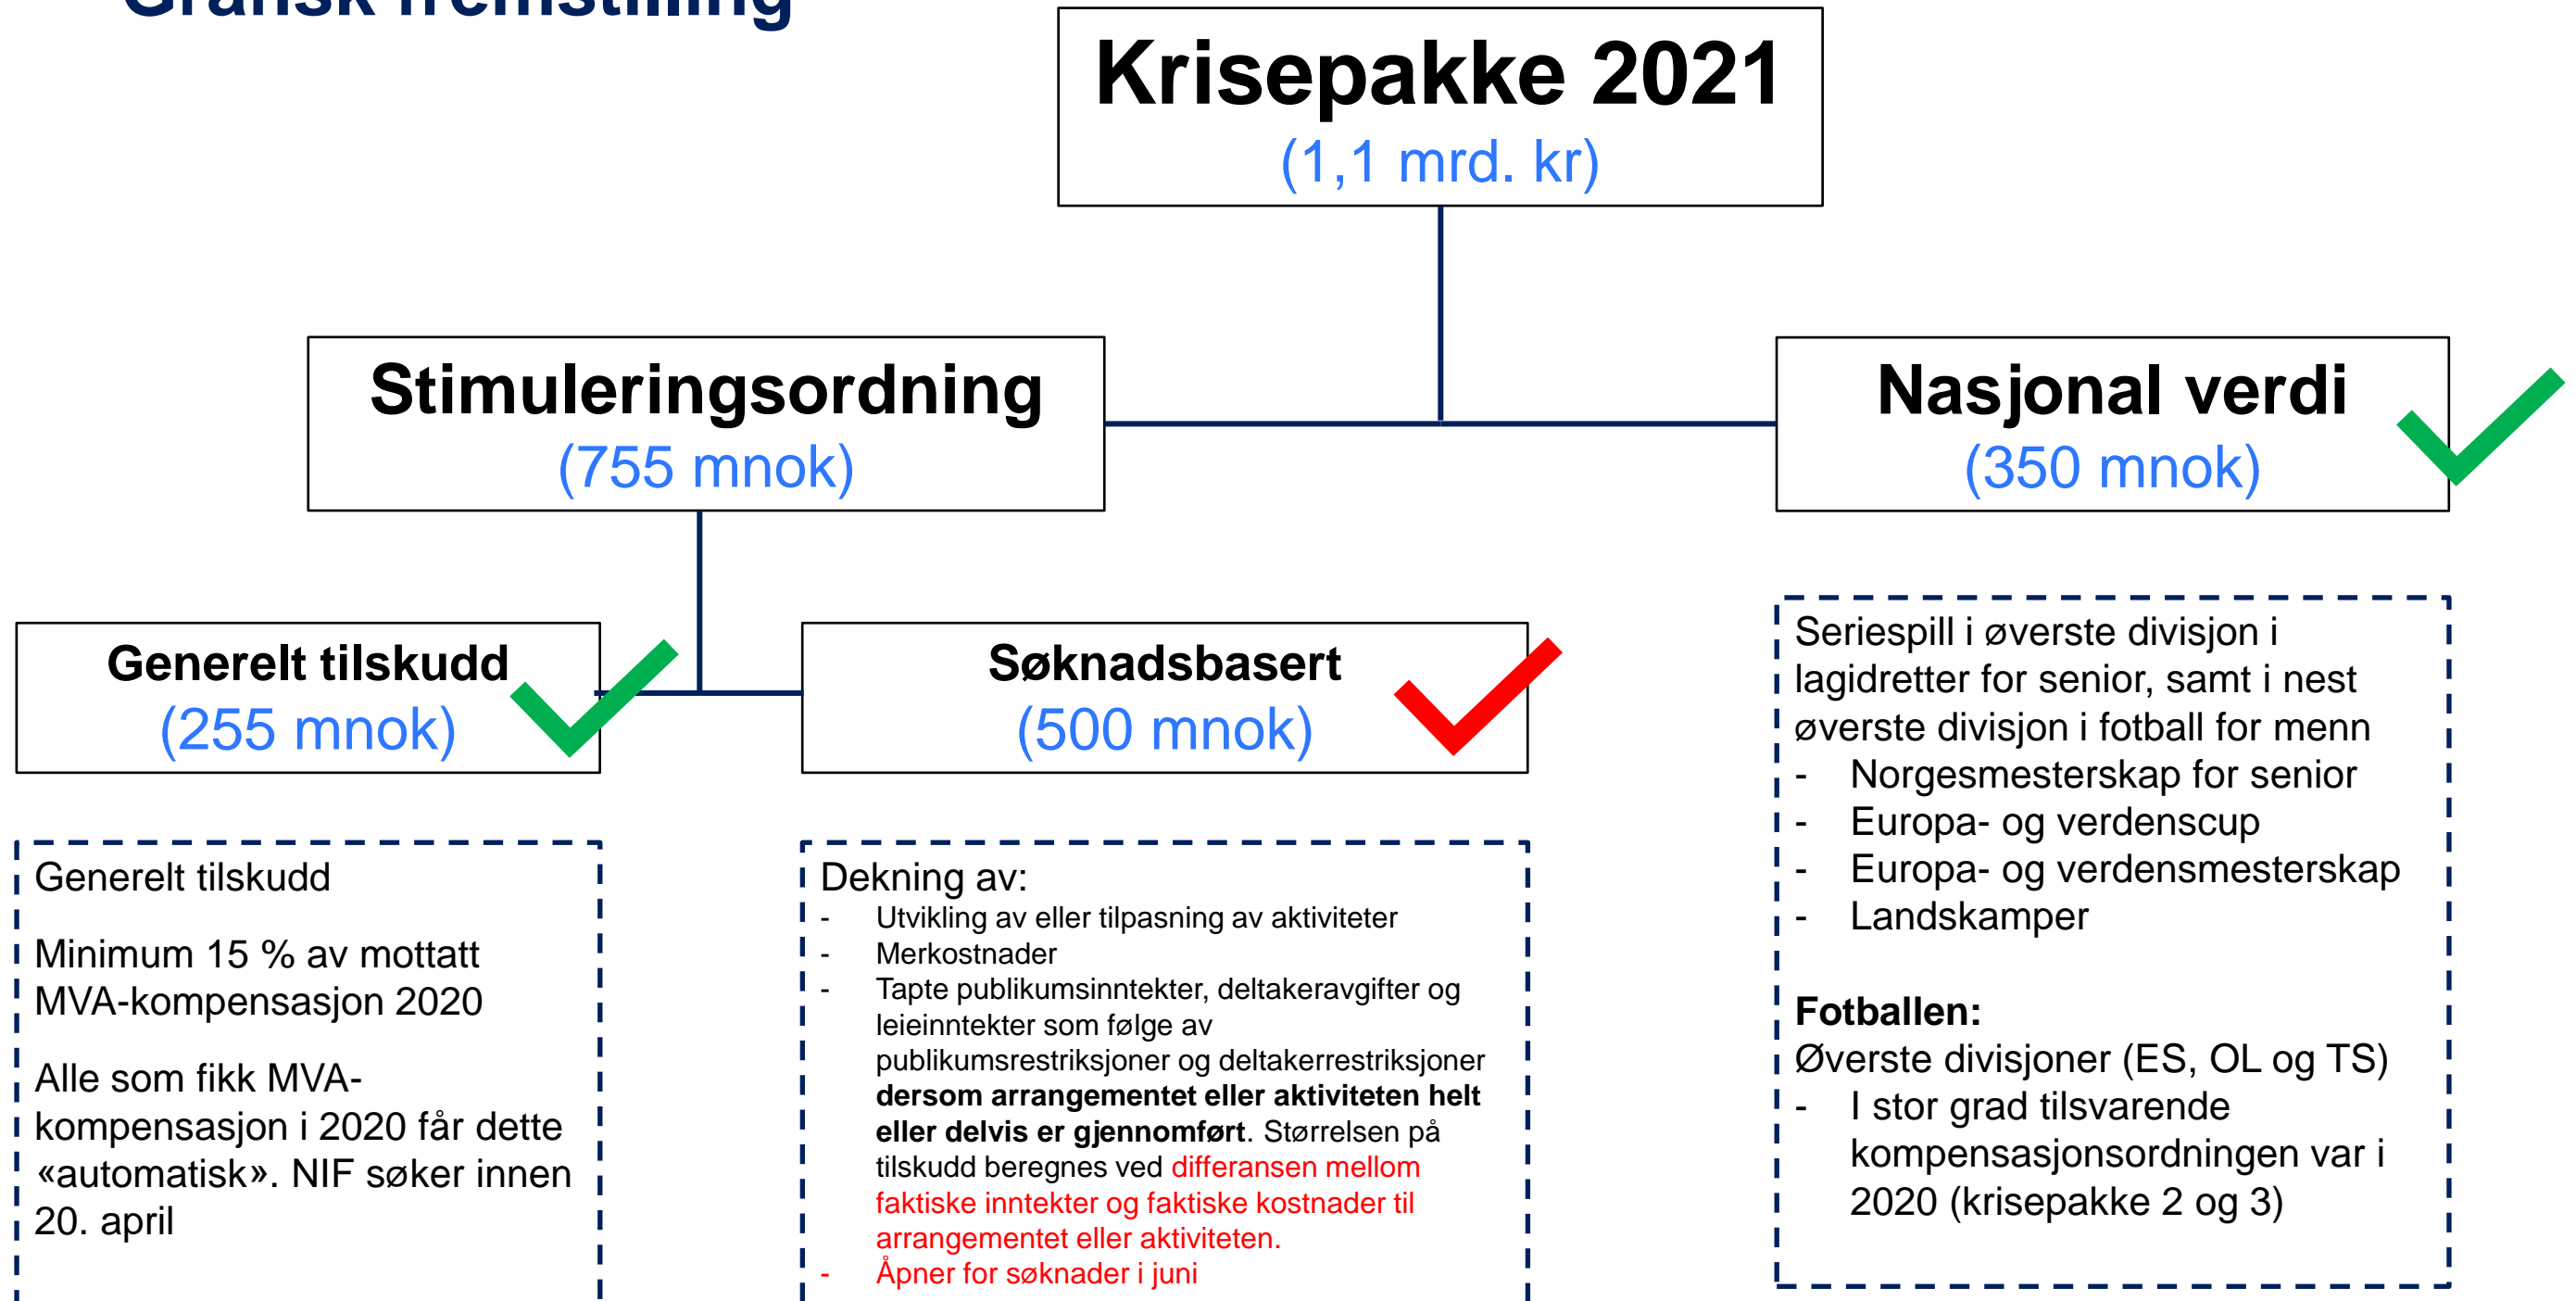 Grafisk fremstilling
Krisepakke 2021
(1,1 mrd. kr)
Stimuleringsordning
(755 mnok)
Nasjonal verdi
(350 mnok)
Generelt tilskudd
(255 mnok)
Søknadsbasert
(500 mnok)
Generelt tilskudd
Minimum 15 % av mottatt
MVA-kompensasjon 2020
Alle som fikk MVA-
kompensasjon i 2020 får dette
«automatisk». NIF søker innen
20. april
Dekning av:
- Utvikling av eller tilpasning av aktiviteter
- Merkostnader
- Tapte publikumsinntekter, deltakeravgifter og
leieinntekter som følge av
publikumsrestriksjoner og deltakerrestriksjoner
dersom arrangementet eller aktiviteten helt
eller delvis er gjennomført. Størrelsen på
tilskudd beregnes ved differansen mellom
faktiske inntekter og faktiske kostnader til
arrangementet eller aktiviteten.
- Åpner for søknader i juni
Seriespill i øverste divisjon i
lagidretter for senior, samt i nest
øverste divisjon i fotball for menn
- Norgesmesterskap for senior
- Europa- og verdenscup
- Europa- og verdensmesterskap
- Landskamper
Fotballen:
Øverste divisjoner (ES, OL og TS)
- I stor grad tilsvarende
kompensasjonsordningen var i
2020 (krisepakke 2 og 3)